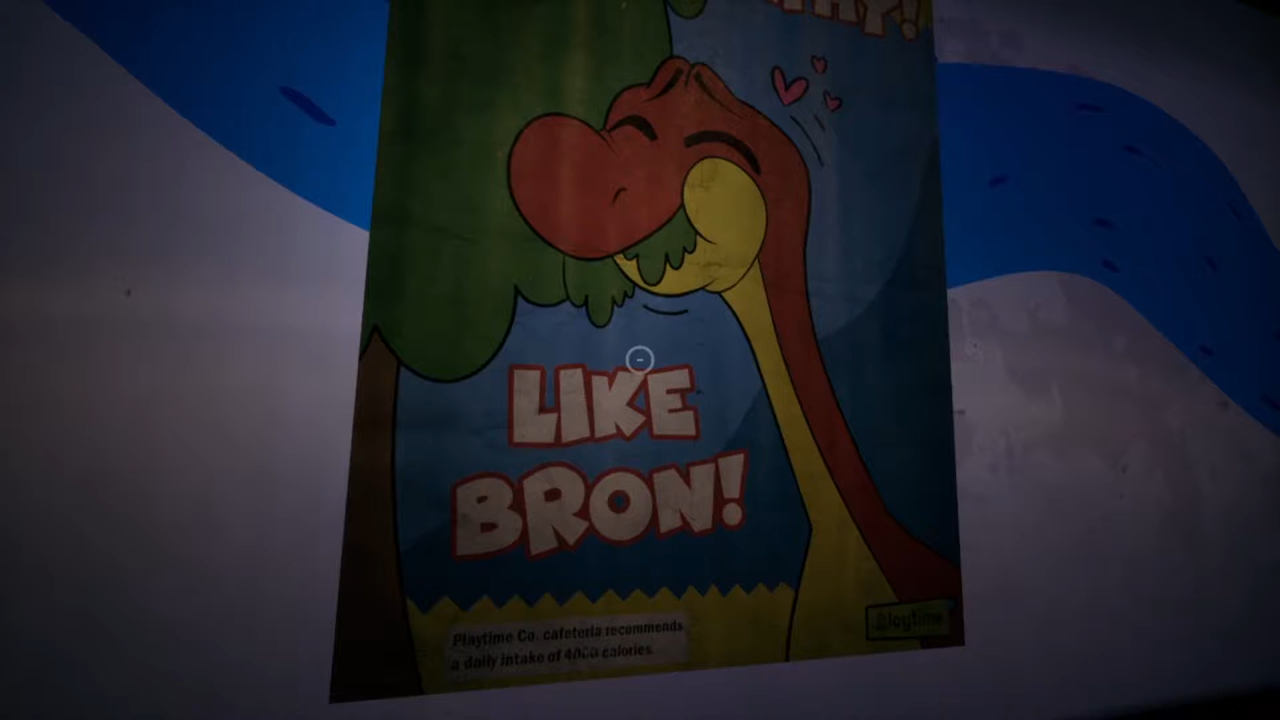 LIKE
BRON!
Playtime Co. cafeteria recommends
a daily intake of 4000 calories.
Playtime